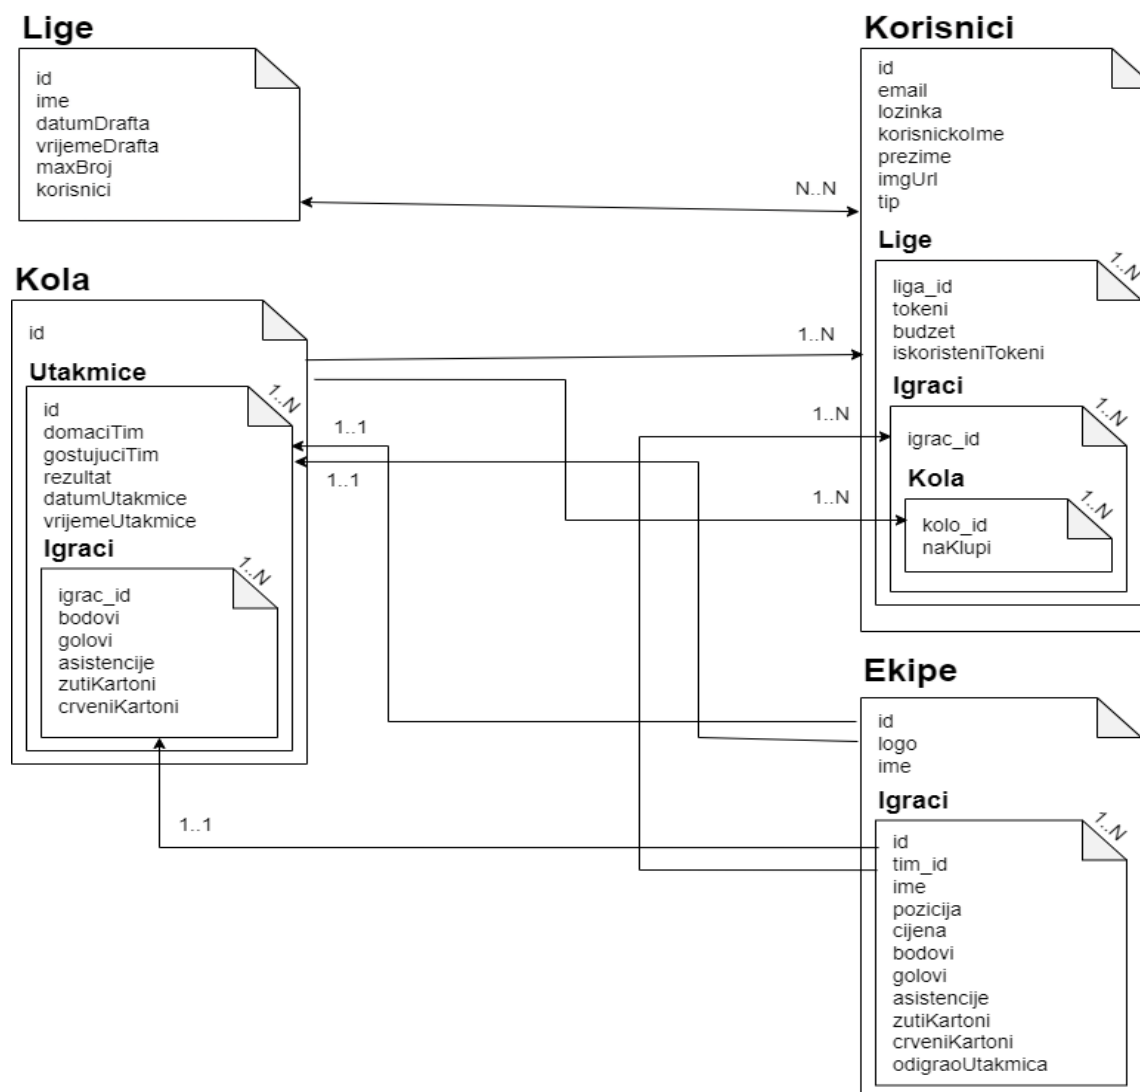 Lige
id
ime
datumDrafta
vrijemeDrafta
maxBroj
korisnici
Korisnici
id
email
lozinka
korisnickoIme
prezime
imgUrl
tip
N..N
Lige
1..N
liga_id
tokeni
budzet
iskoristeniTokeni
Igraci
1..N
igrac_id
Kola
1..N
kolo_id
naKlupi
Kola
id
1..N
Utakmice
1..N
id
domaciTim
gostujuciTim
rezultat
datumUtakmice
vrijemeUtakmice
1..1
1..1
1..N
1..N
Igraci
1..N
igrac_id
bodovi
golovi
asistencije
zutiKartoni
crveniKartoni
1..1
Ekipe
id
logo
ime
Igraci
1..N
id
tim_id
ime
pozicija
cijena
bodovi
golovi
asistencije
zutiKartoni
crveniKartoni
odigraoUtakmica